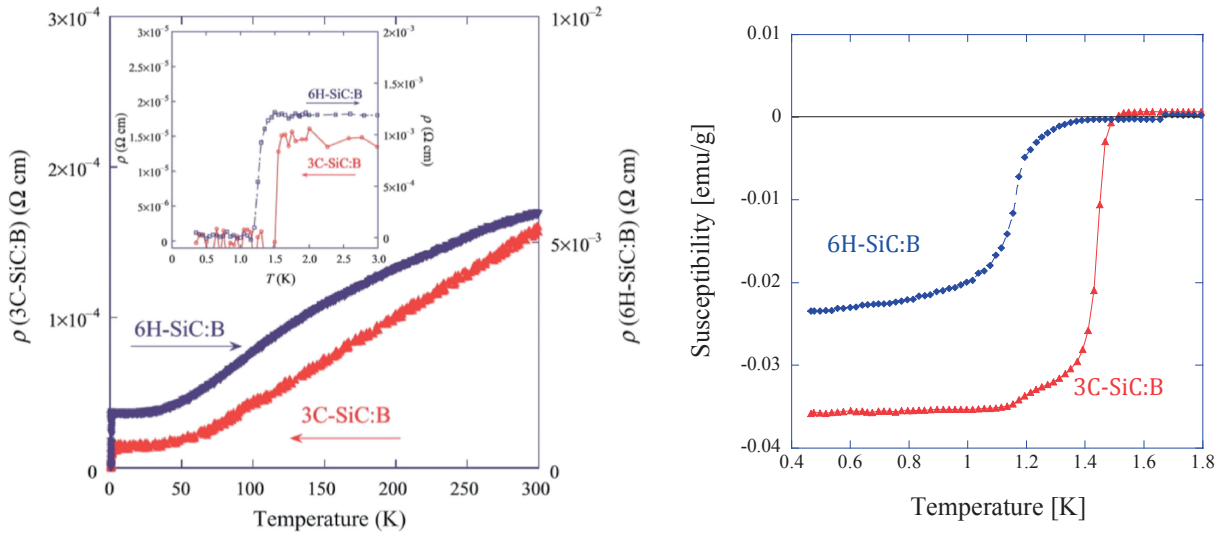 3×10⁻⁴
2×10⁻⁴
1×10⁻⁴
0
ρ (3C-SiC:B) (Ω cm)
1×10⁻²
5×10⁻³
0
ρ (6H-SiC:B) (Ω cm)
0 50 100 150 200 250 300
Temperature (K)
6H-SiC:B
3C-SiC:B
3×10⁻⁵
3×10⁻⁵
2×10⁻⁵
2×10⁻⁵
1×10⁻⁵
5×10⁻⁶
0
ρ (Ω cm)
2×10⁻³
2×10⁻³
1×10⁻³
5×10⁻⁴
0
ρ (Ω cm)
6H-SiC:B
3C-SiC:B
0 0.5 1.0 1.5 2.0 2.5 3.0
T (K)
0.01
0
-0.01
-0.02
-0.03
-0.04
Susceptibility [emu/g]
6H-SiC:B
3C-SiC:B
0.4 0.6 0.8 1 1.2 1.4 1.6 1.8
Temperature [K]